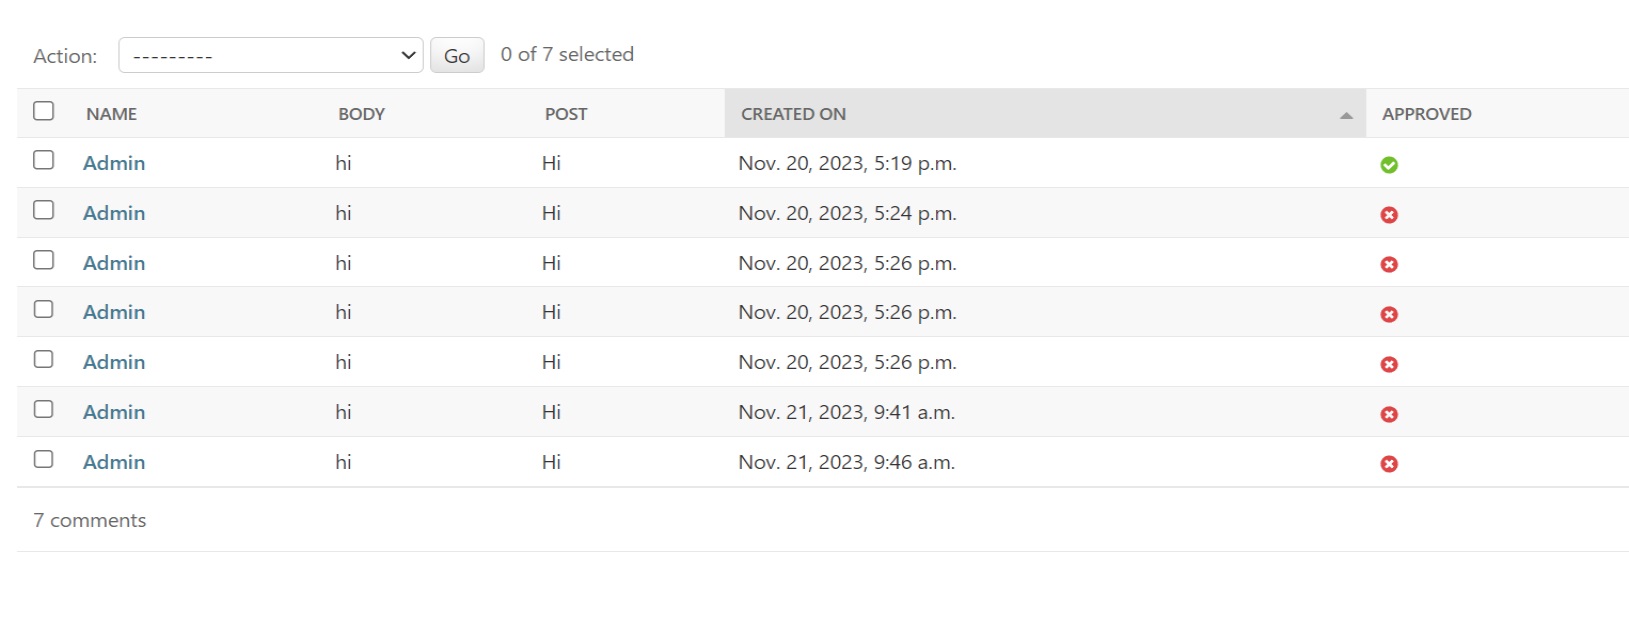 Action: --------- Go 0 of 7 selected
NAME BODY POST CREATED ON APPROVED
Admin hi Hi Nov. 20, 2023, 5:19 p.m.
Admin hi Hi Nov. 20, 2023, 5:24 p.m.
Admin hi Hi Nov. 20, 2023, 5:26 p.m.
Admin hi Hi Nov. 20, 2023, 5:26 p.m.
Admin hi Hi Nov. 20, 2023, 5:26 p.m.
Admin hi Hi Nov. 21, 2023, 9:41 a.m.
Admin hi Hi Nov. 21, 2023, 9:46 a.m.
7 comments